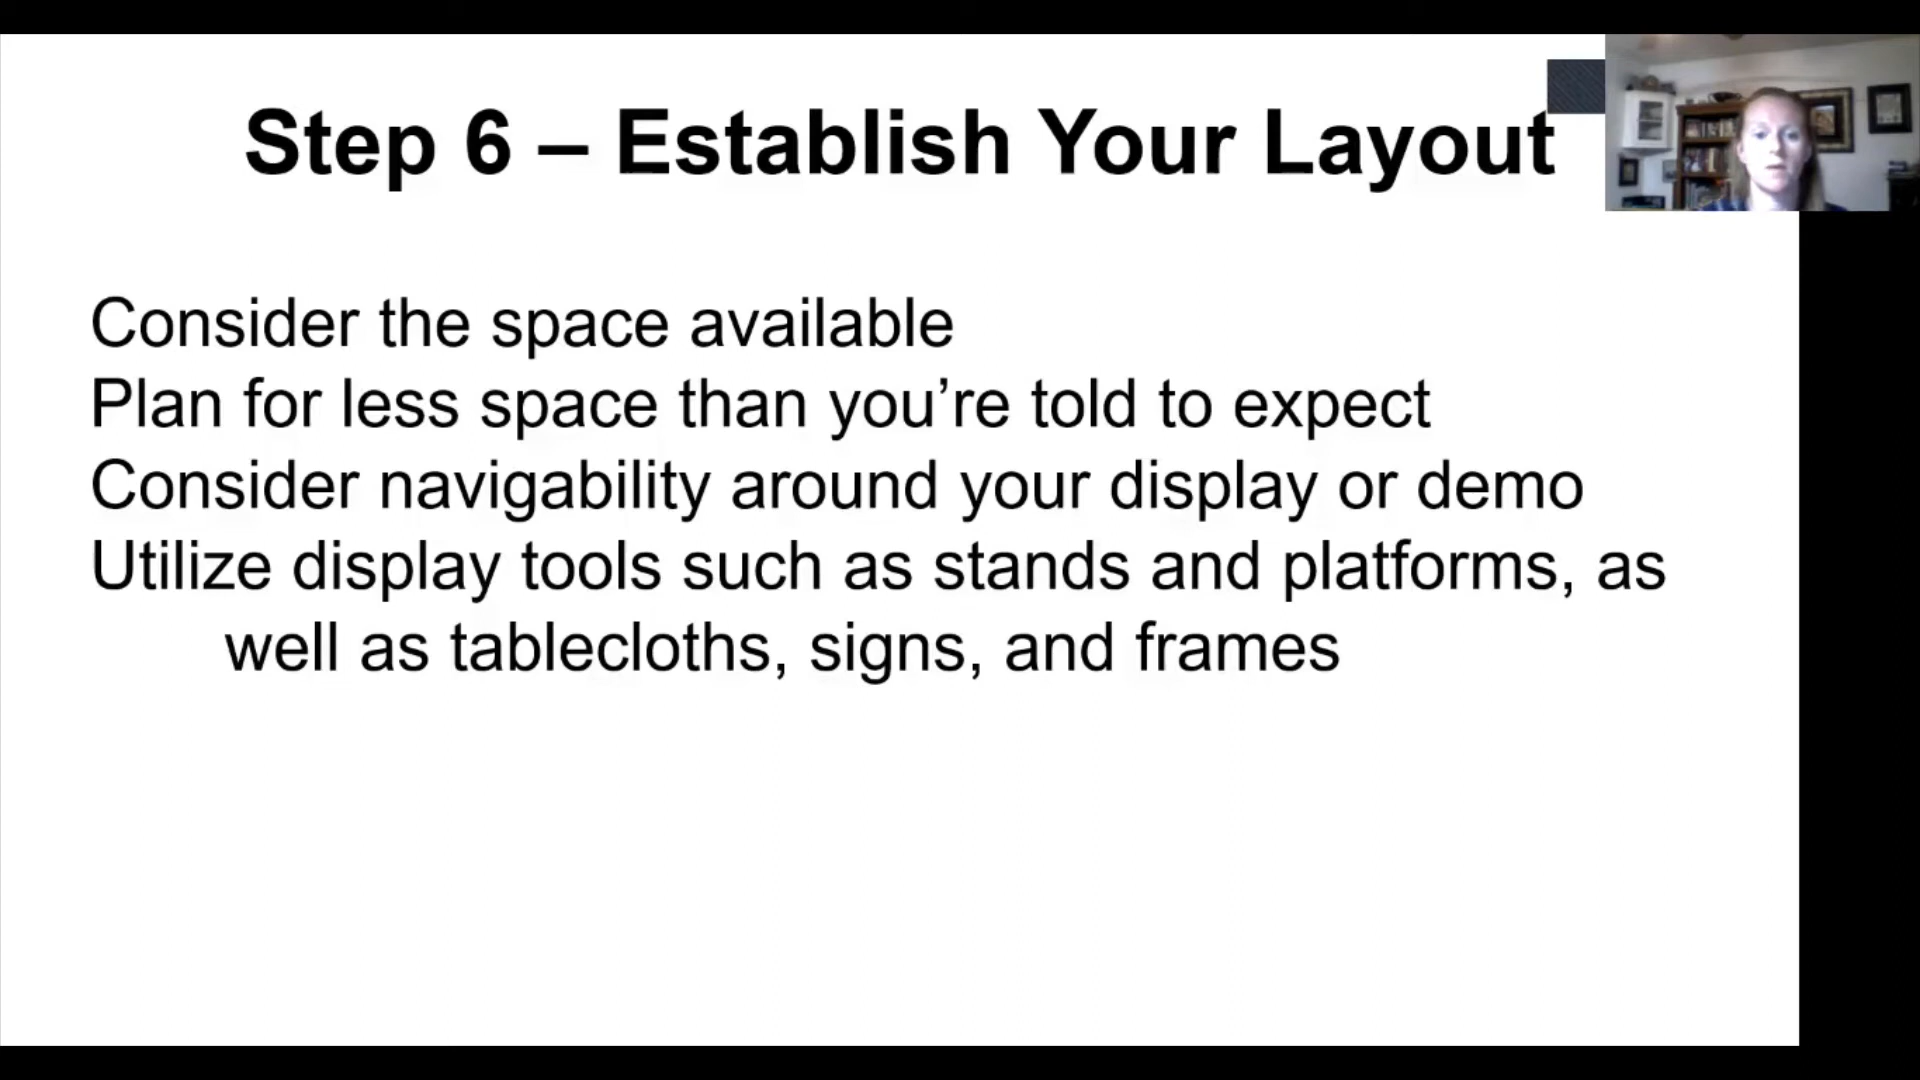 Step 6 – Establish Your Layout
Consider the space available
Plan for less space than you’re told to expect
Consider navigability around your display or demo
Utilize display tools such as stands and platforms, as
well as tablecloths, signs, and frames